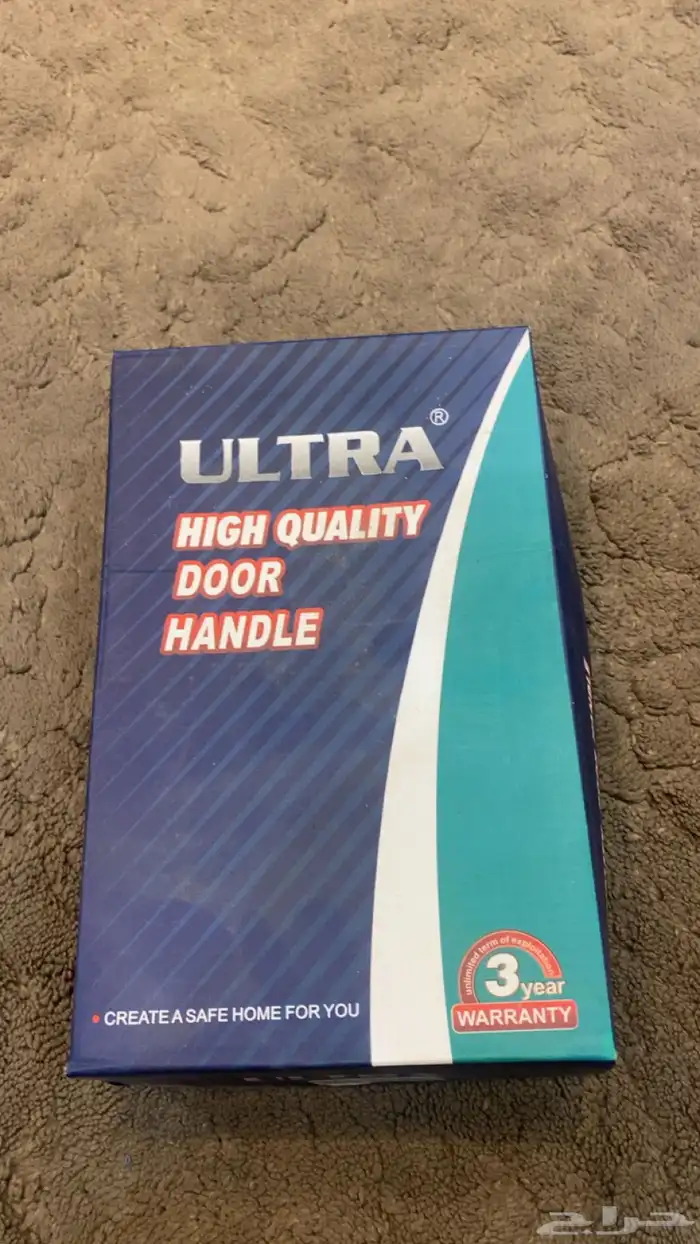 ULTRA®
HIGH QUALITY
DOOR
HANDLE
unlimited term of exploitation
3 year
WARRANTY
• CREATE A SAFE HOME FOR YOU
حراج